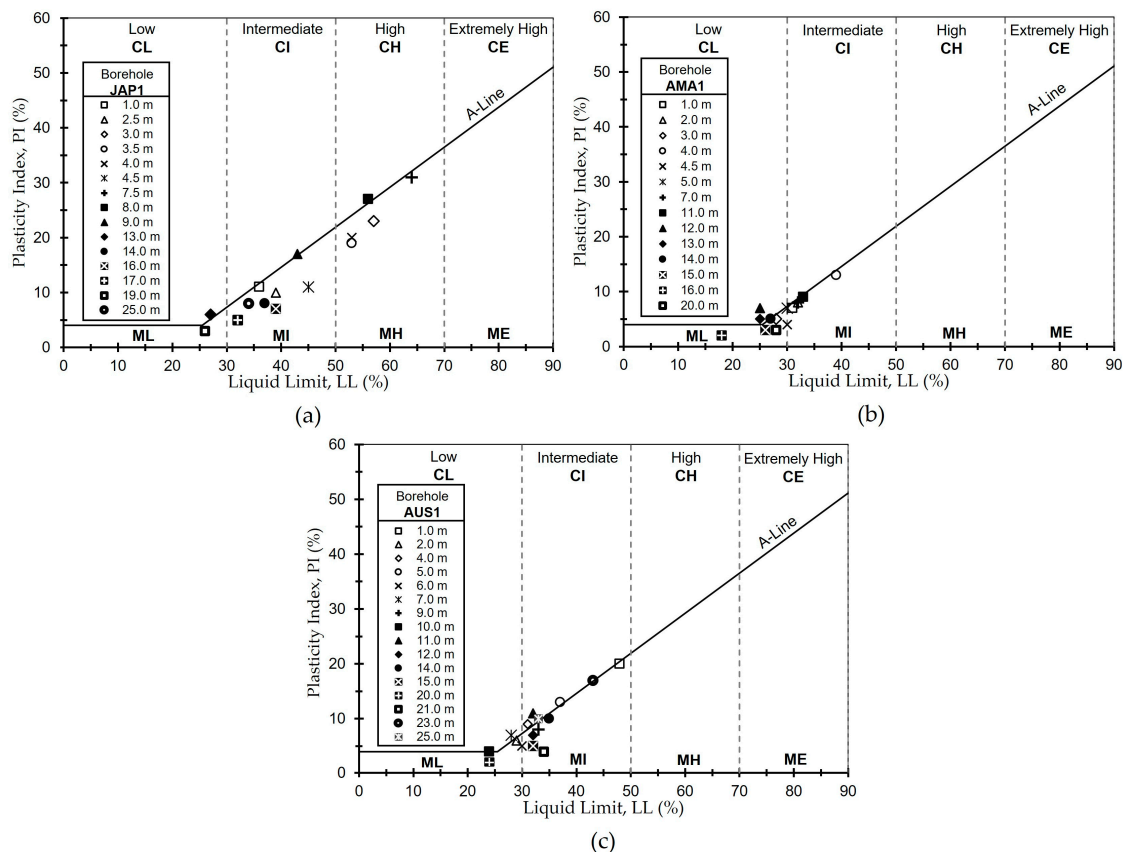 60
Low Intermediate High Extremely High
CL CI CH CE
50
Borehole
JAP1
1.0 m
2.5 m
3.0 m
3.5 m
4.0 m
4.5 m
7.5 m
8.0 m
9.0 m
13.0 m
14.0 m
16.0 m
17.0 m
19.0 m
25.0 m
A-Line
40
30
20
10
ML MI MH ME
0
0 10 20 30 40 50 60 70 80 90
Plasticity Index, PI (%)
Liquid Limit, LL (%)
(a)
60
Low Intermediate High Extremely High
CL CI CH CE
50
Borehole
AMA1
1.0 m
2.0 m
3.0 m
4.0 m
4.5 m
5.0 m
7.0 m
11.0 m
12.0 m
13.0 m
14.0 m
15.0 m
16.0 m
20.0 m
A-Line
40
30
20
10
ML MI MH ME
0
0 10 20 30 40 50 60 70 80 90
Plasticity Index, PI (%)
Liquid Limit, LL (%)
(b)
60
Low Intermediate High Extremely High
CL CI CH CE
50
Borehole
AUS1
1.0 m
2.0 m
4.0 m
5.0 m
6.0 m
7.0 m
9.0 m
10.0 m
11.0 m
12.0 m
14.0 m
15.0 m
20.0 m
21.0 m
23.0 m
25.0 m
A-Line
40
30
20
10
ML MI MH ME
0
0 10 20 30 40 50 60 70 80 90
Plasticity Index, PI (%)
Liquid Limit, LL (%)
(c)